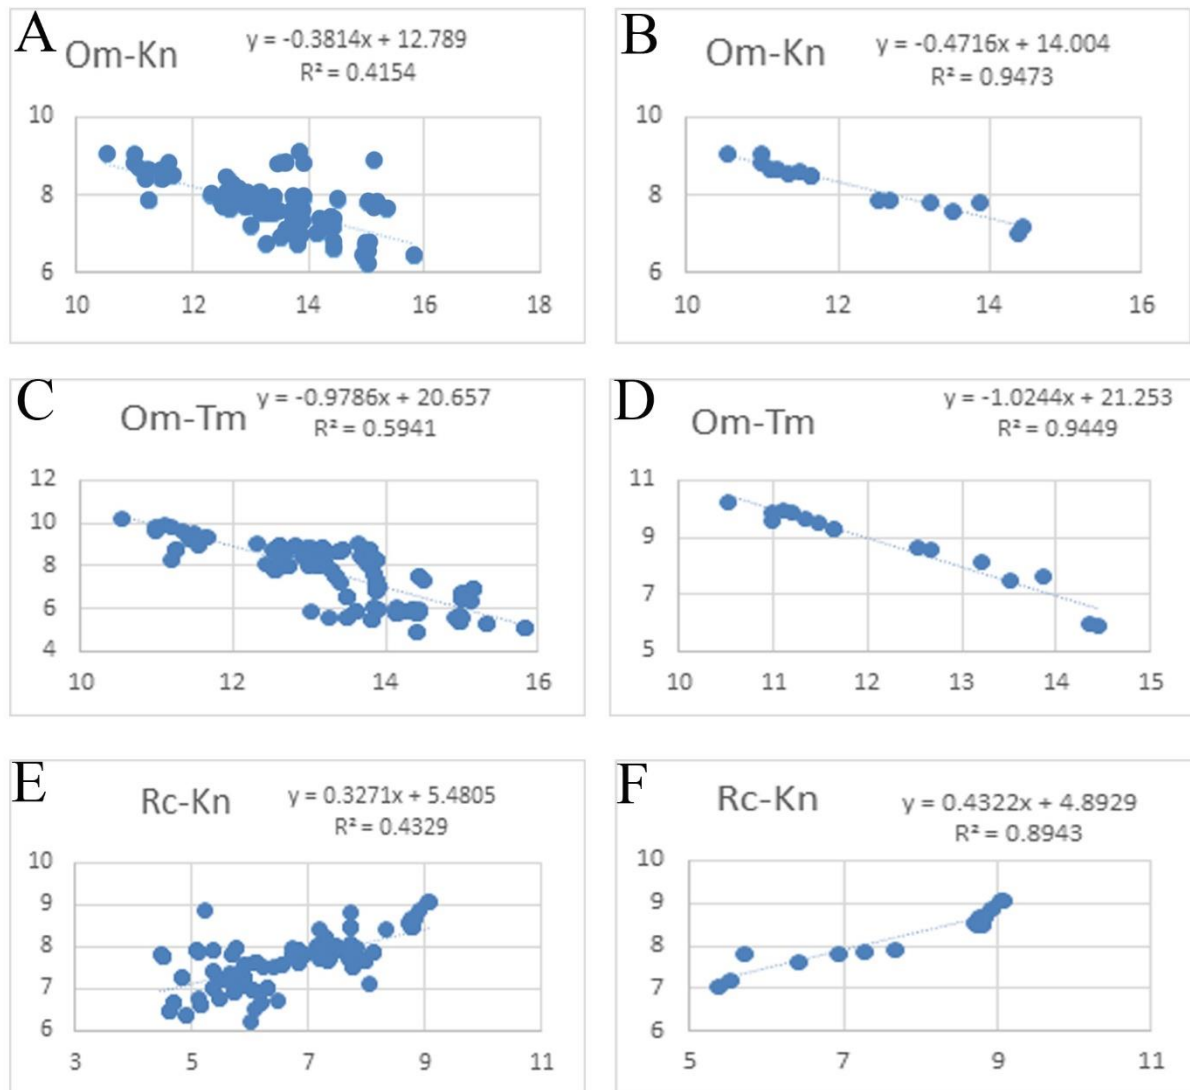 A
Om-Kn
y = -0.3814x + 12.789
R² = 0.4154
10
8
6
10 12 14 16 18
B
Om-Kn
y = -0.4716x + 14.004
R² = 0.9473
10
8
6
10 12 14 16
C
Om-Tm
y = -0.9786x + 20.657
R² = 0.5941
12
10
8
6
4
10 12 14 16
D
Om-Tm
y = -1.0244x + 21.253
R² = 0.9449
11
9
7
5
10 11 12 13 14 15
E
Rc-Kn
y = 0.3271x + 5.4805
R² = 0.4329
10
9
8
7
6
3 5 7 9 11
F
Rc-Kn
y = 0.4322x + 4.8929
R² = 0.8943
10
9
8
7
6
5 7 9 11